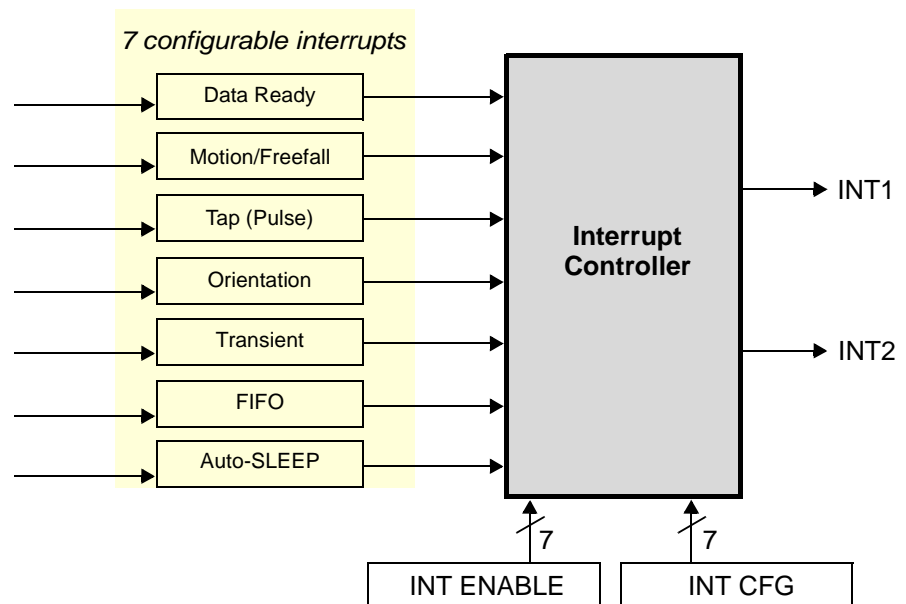 7 configurable interrupts
Data Ready
Motion/Freefall
Tap (Pulse)
Orientation
Transient
FIFO
Auto-SLEEP
Interrupt
Controller
INT1
INT2
7
7
INT ENABLE
INT CFG